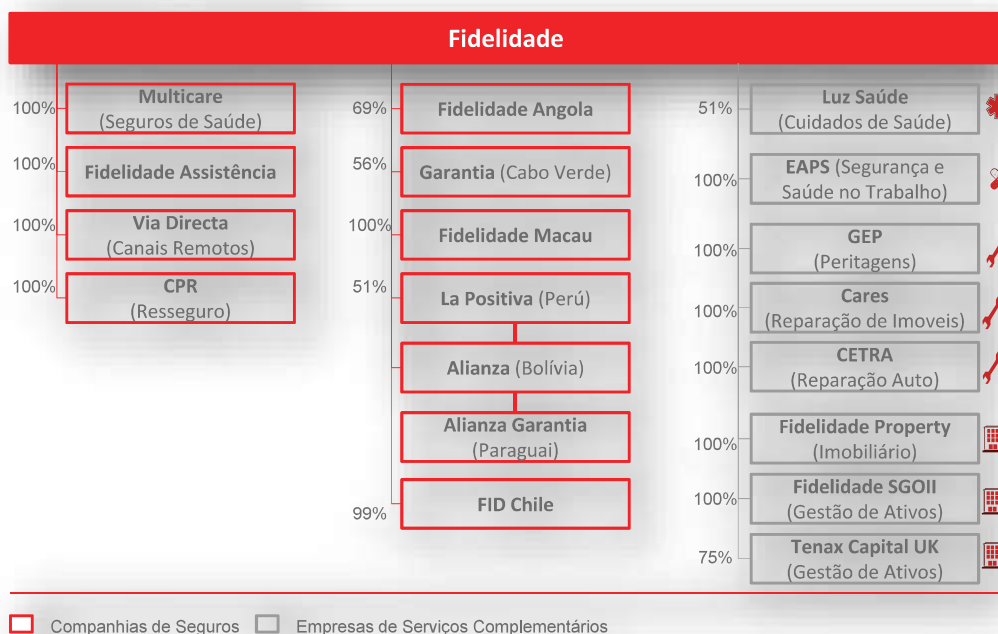 Fidelidade
100%
Multicare
(Seguros de Saúde)
100%
Fidelidade Assistência
100%
Via Directa
(Canais Remotos)
100%
CPR
(Resseguro)
69%
Fidelidade Angola
56%
Garantia (Cabo Verde)
100%
Fidelidade Macau
51%
La Positiva (Perú)
Alianza (Bolívia)
Alianza Garantia
(Paraguai)
99%
FID Chile
51%
Luz Saúde
(Cuidados de Saúde)
100%
EAPS (Segurança e
Saúde no Trabalho)
100%
GEP
(Peritagens)
100%
Cares
(Reparação de Imoveis)
100%
CETRA
(Reparação Auto)
100%
Fidelidade Property
(Imobiliário)
100%
Fidelidade SGOII
(Gestão de Ativos)
75%
Tenax Capital UK
(Gestão de Ativos)
Companhias de Seguros
Empresas de Serviços Complementários